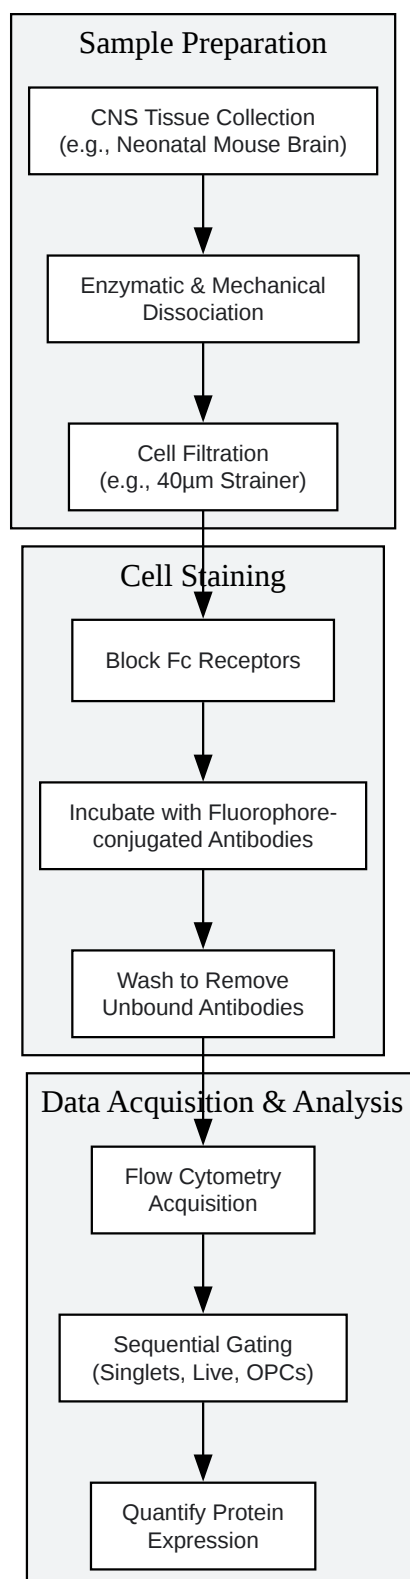 Sample Preparation
CNS Tissue Collection
(e.g., Neonatal Mouse Brain)
Enzymatic & Mechanical
Dissociation
Cell Filtration
(e.g., 40µm Strainer)
Cell Staining
Block Fc Receptors
Incubate with Fluorophore-
conjugated Antibodies
Wash to Remove
Unbound Antibodies
Data Acquisition & Analysis
Flow Cytometry
Acquisition
Sequential Gating
(Singlets, Live, OPCs)
Quantify Protein
Expression